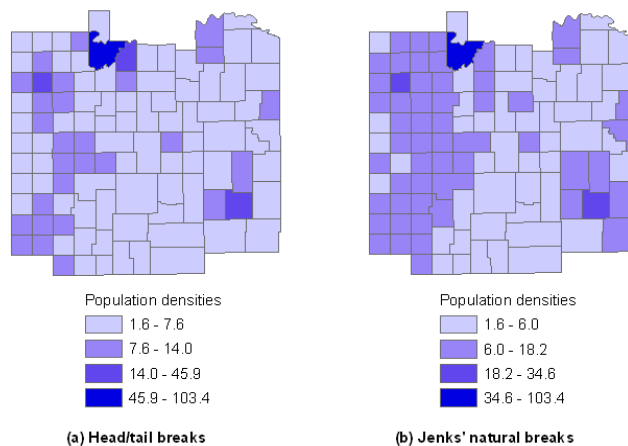 Population densities
1.6 - 7.6
7.6 - 14.0
14.0 - 45.9
45.9 - 103.4
(a) Head/tail breaks
Population densities
1.6 - 6.0
6.0 - 18.2
18.2 - 34.6
34.6 - 103.4
(b) Jenks' natural breaks